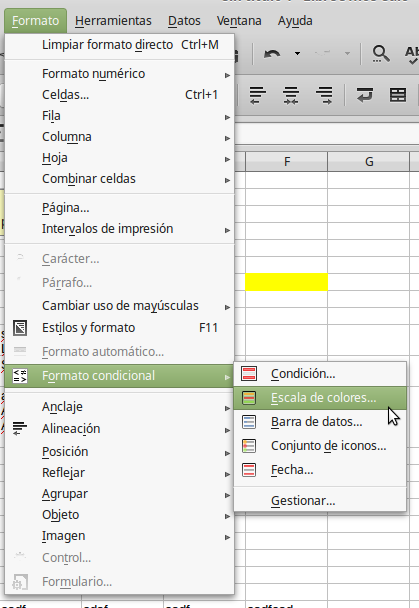 Formato Herramientas Datos Ventana Ayuda
Limpiar formato directo Ctrl+M
Formato numérico
Celdas... Ctrl+1
Fila
Columna
Hoja
Combinar celdas
F G
Página...
Intervalos de impresión
Carácter...
Párrafo...
Cambiar uso de mayúsculas
Estilos y formato F11
Formato automático...
Formato condicional
Condición...
Escala de colores...
Barra de datos...
Conjunto de iconos...
Fecha...
Gestionar...
Anclaje
Alineación
Posición
Reflejar
Agrupar
Objeto
Imagen
Control...
Formulario...